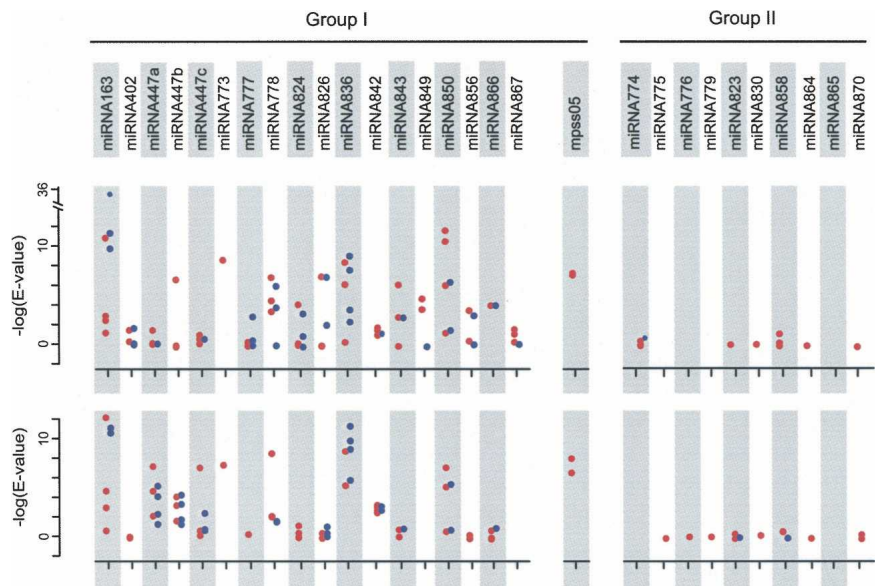 Group I
Group II
miRNA163
miRNA402
miRNA447a
miRNA447b
miRNA447c
miRNA773
miRNA777
miRNA778
miRNA824
miRNA826
miRNA836
miRNA842
miRNA843
miRNA849
miRNA850
miRNA856
miRNA866
miRNA867
mpss05
miRNA774
miRNA775
miRNA776
miRNA779
miRNA823
miRNA830
miRNA858
miRNA864
miRNA865
miRNA870
-log(E-value)
36
10
0
-log(E-value)
10
0